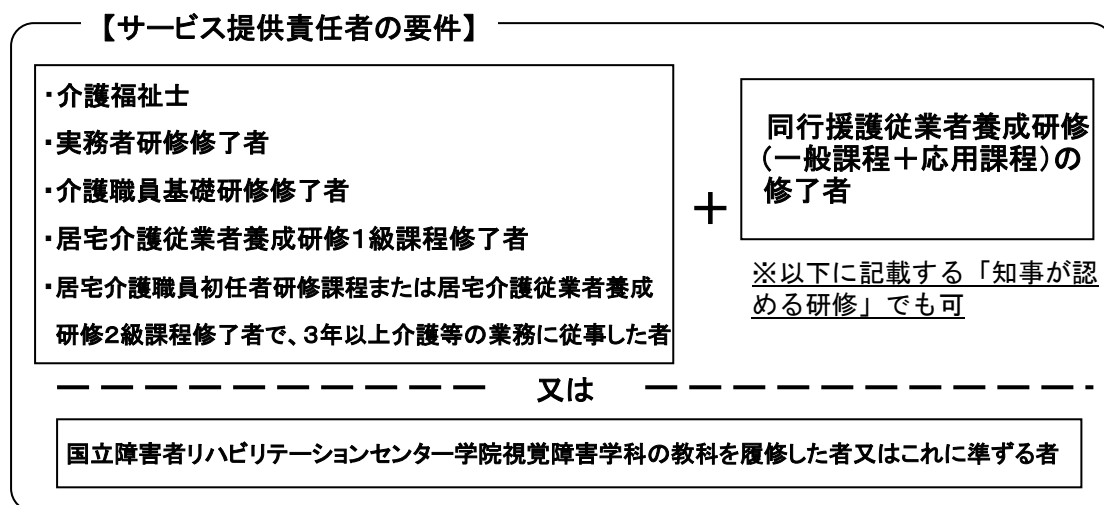 【サービス提供責任者の要件】
・介護福祉士
・実務者研修修了者
・介護職員基礎研修修了者
・居宅介護従業者養成研修1級課程修了者
・居宅介護職員初任者研修課程または居宅介護従業者養成
研修2級課程修了者で、3年以上介護等の業務に従事した者
＋
同行援護従業者養成研修
(一般課程＋応用課程)の
修了者
※以下に記載する「知事が認
める研修」でも可
又は
国立障害者リハビリテーションセンター学院視覚障害学科の教科を履修した者又はこれに準ずる者